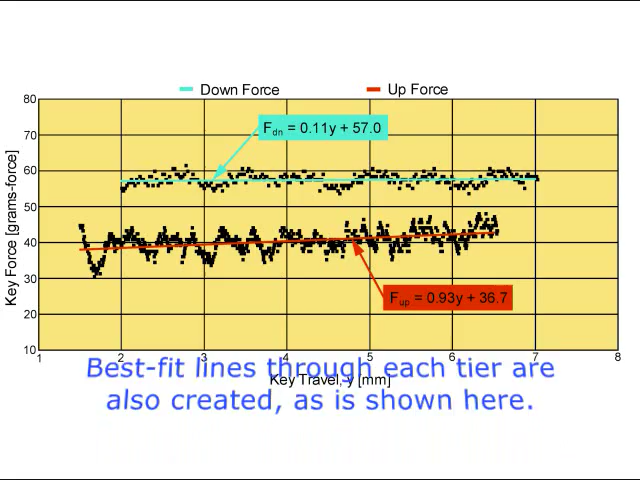 Down Force
Up Force
Key Force [grams-force]
80
70
60
50
40
30
20
10
F_dn = 0.11y + 57.0
F_up = 0.93y + 36.7
1 2 3 4 5 6 7 8
Key Travel, y [mm]
Best-fit lines through each tier are
also created, as is shown here.